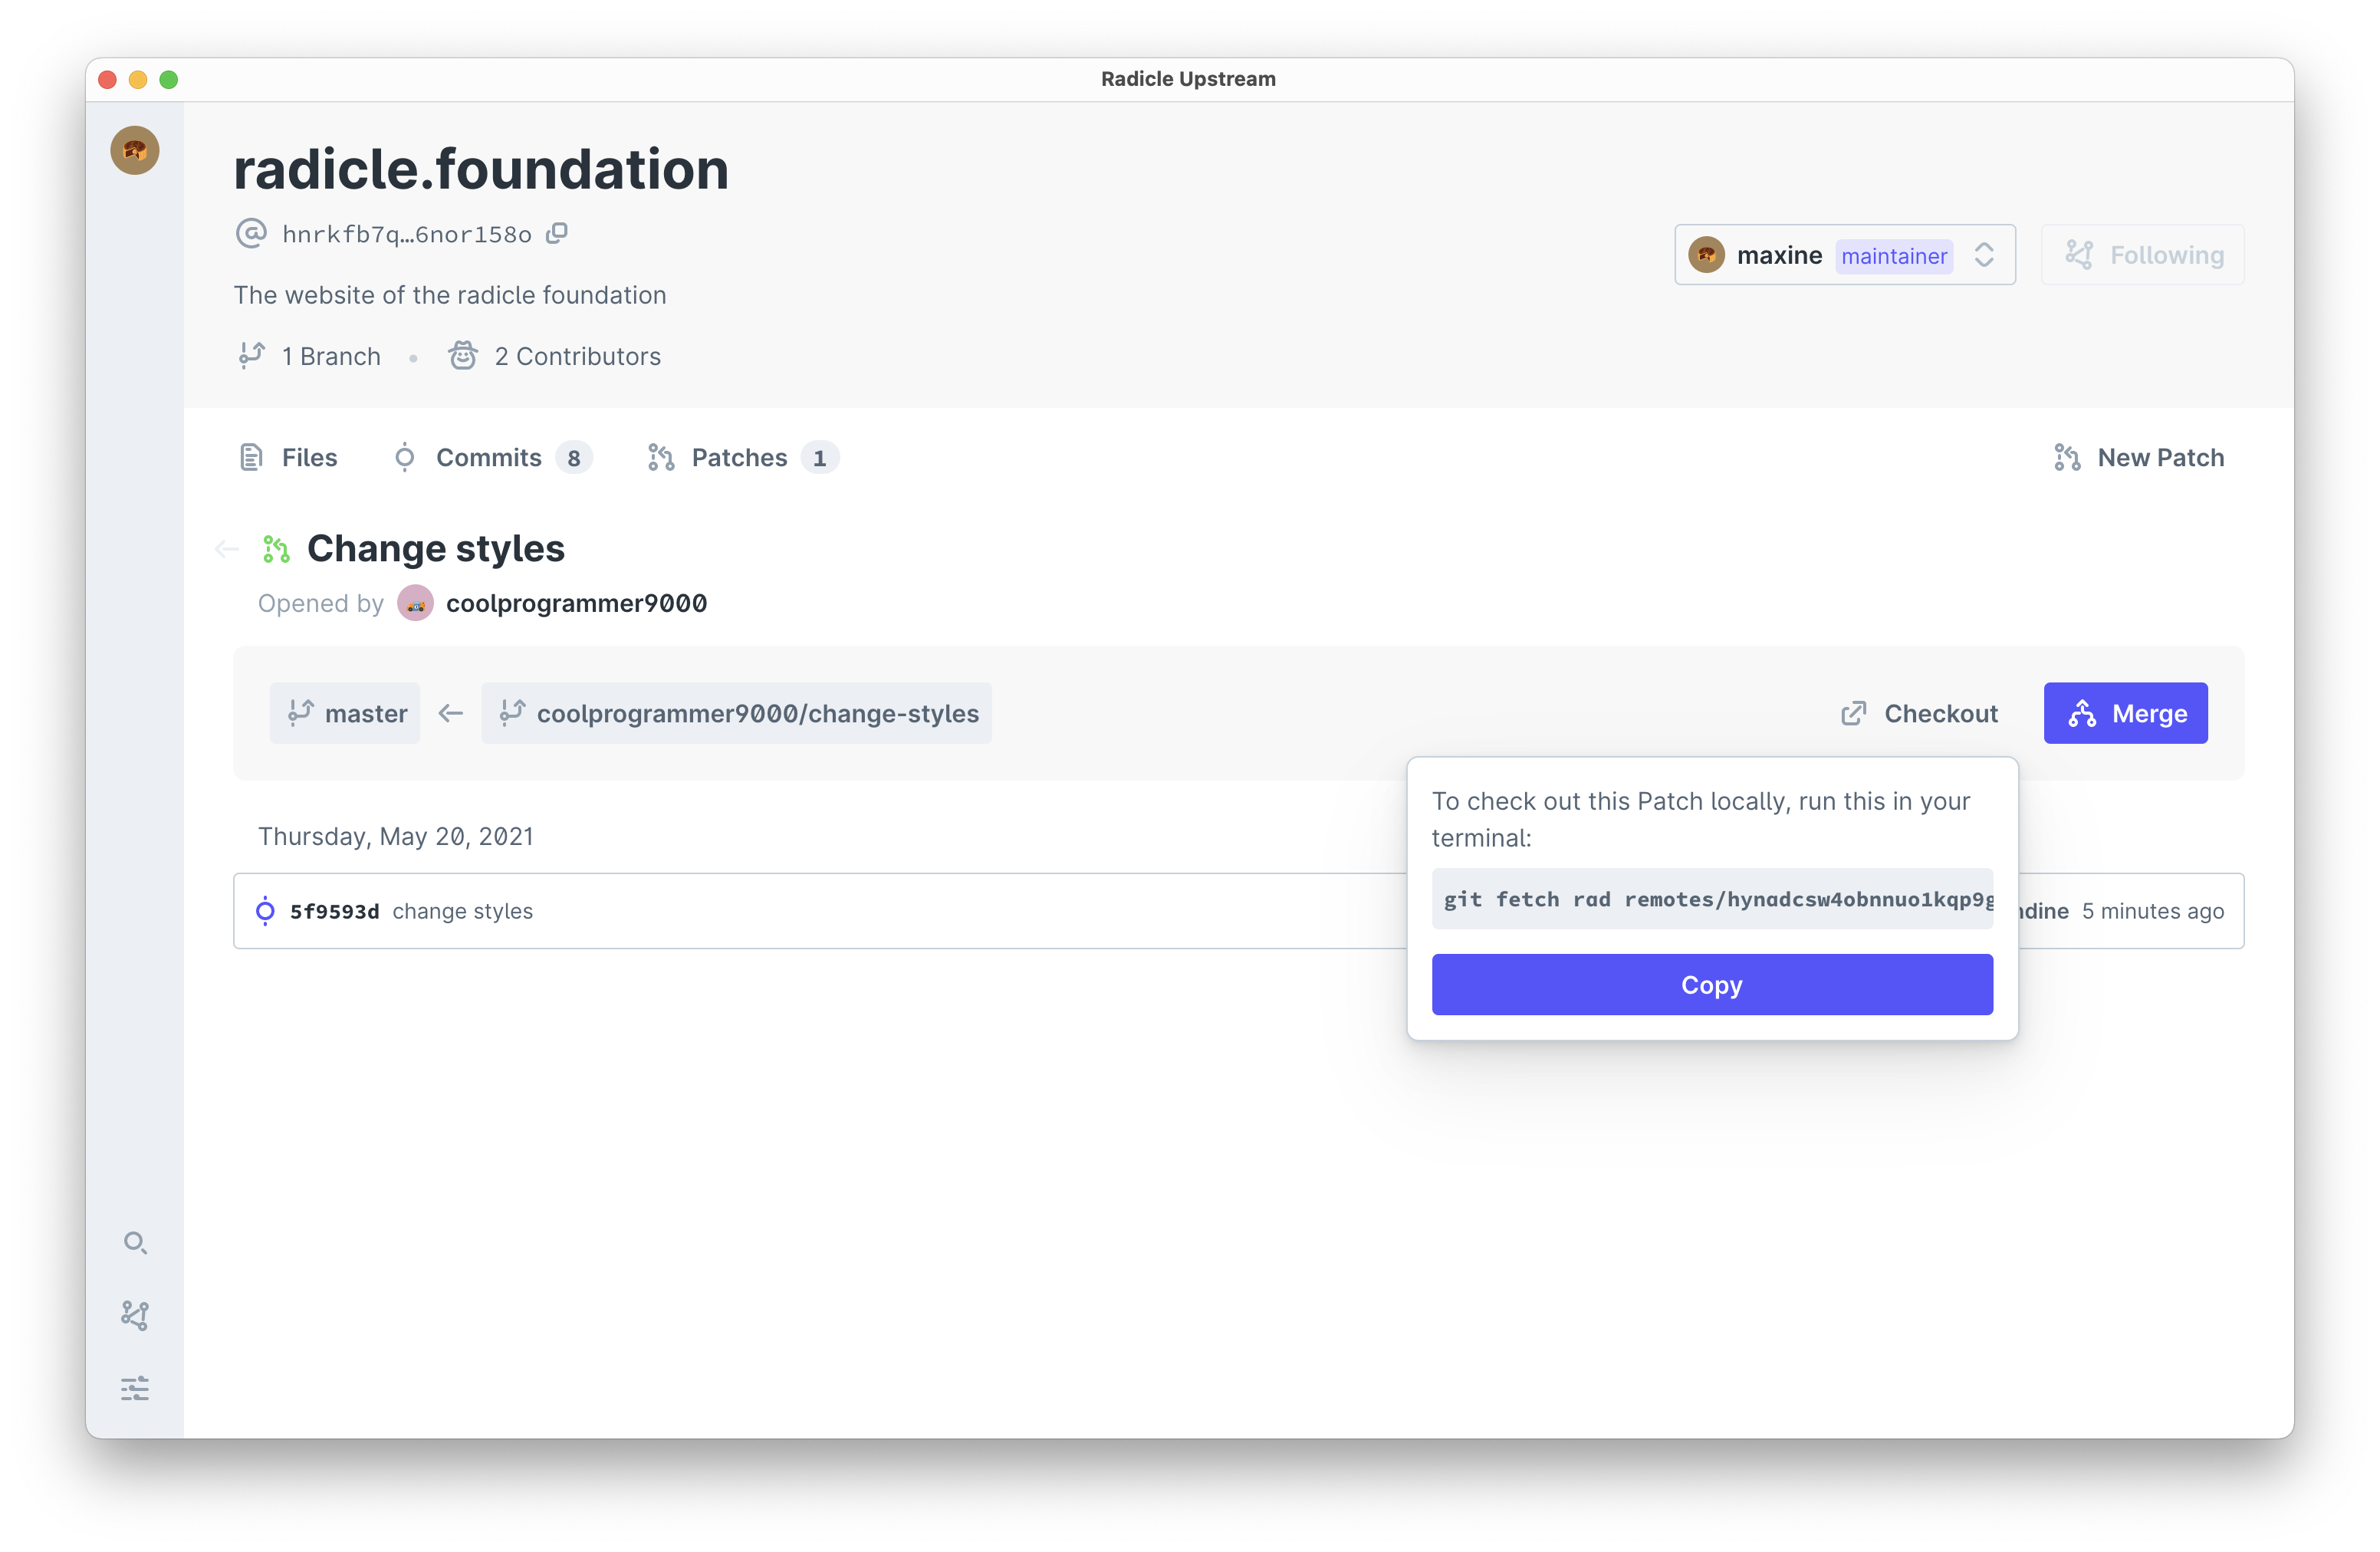 Radicle Upstream
radicle.foundation
hnrkfb7q…6nor158o
maxine maintainer
Following
The website of the radicle foundation
1 Branch • 2 Contributors
Files
Commits 8
Patches 1
New Patch
Change styles
Opened by coolprogrammer9000
master ← coolprogrammer9000/change-styles
Checkout
Merge
To check out this Patch locally, run this in your
terminal:
git fetch rad remotes/hynadcsw4obnnuo1kqp9g
Copy
Thursday, May 20, 2021
5f9593d change styles
dine 5 minutes ago